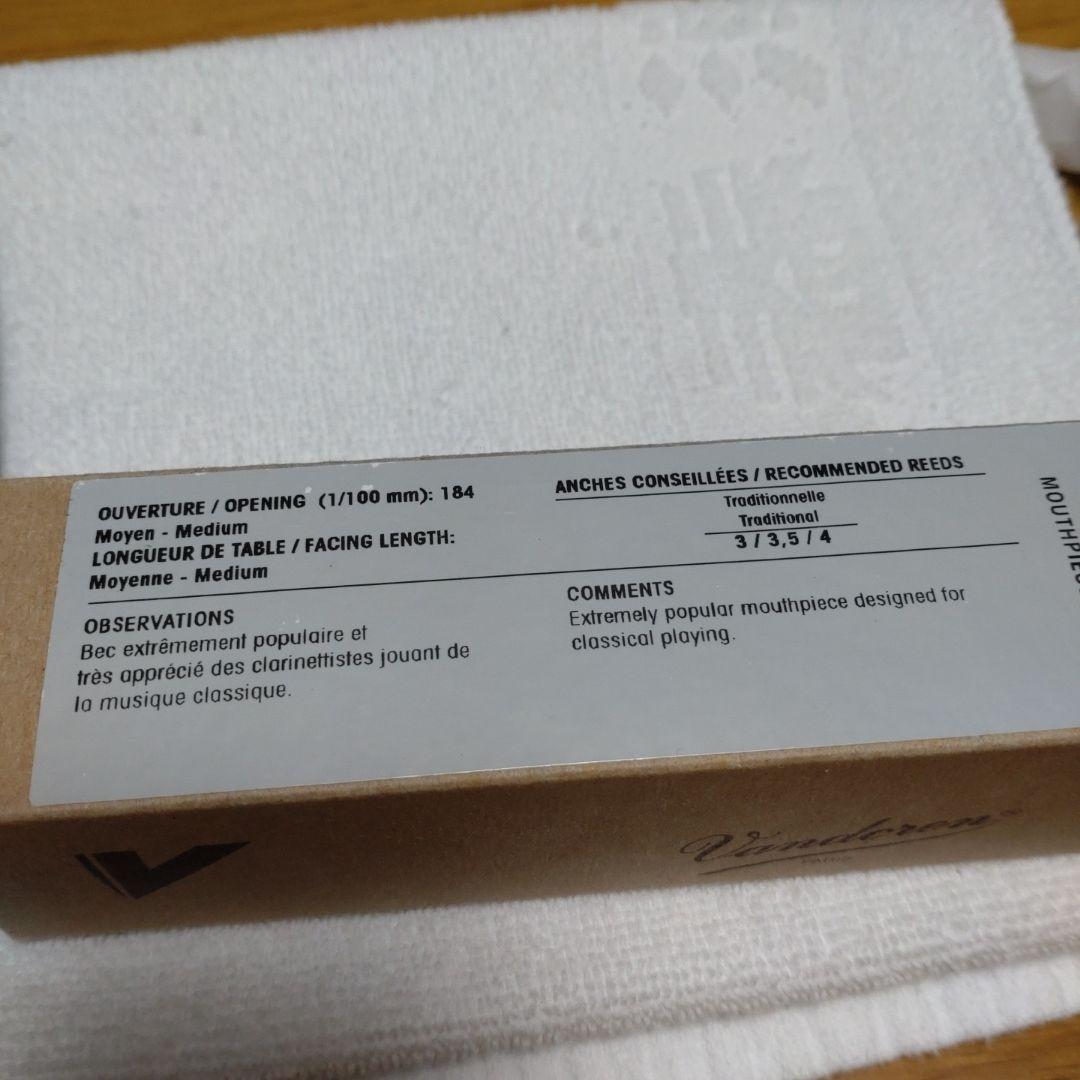 OUVERTURE / OPENING (1/100 mm): 184
Moyen - Medium
LONGUEUR DE TABLE / FACING LENGTH:
Moyenne - Medium
ANCHES CONSEILLÉES / RECOMMENDED REEDS
Traditionnelle
Traditional
3 / 3,5 / 4
OBSERVATIONS
Bec extrêmement populaire et
très apprécié des clarinettistes jouant de
la musique classique.
COMMENTS
Extremely popular mouthpiece designed for
classical playing.
Vandoren
PARIS